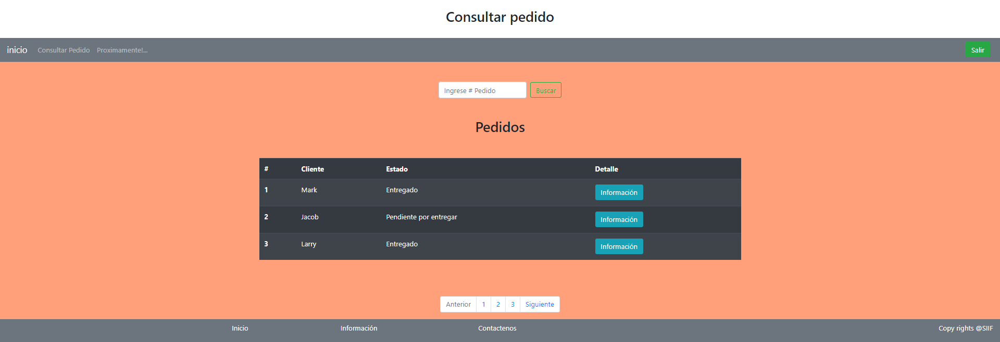 Consultar pedido
inicio Consultar Pedido Proximamente!... Salir
Ingrese # Pedido Buscar
Pedidos
# Cliente Estado Detalle
1 Mark Entregado Información
2 Jacob Pendiente por entregar Información
3 Larry Entregado Información
Anterior 1 2 3 Siguiente
Inicio Información Contactenos Copy rights @SIIF